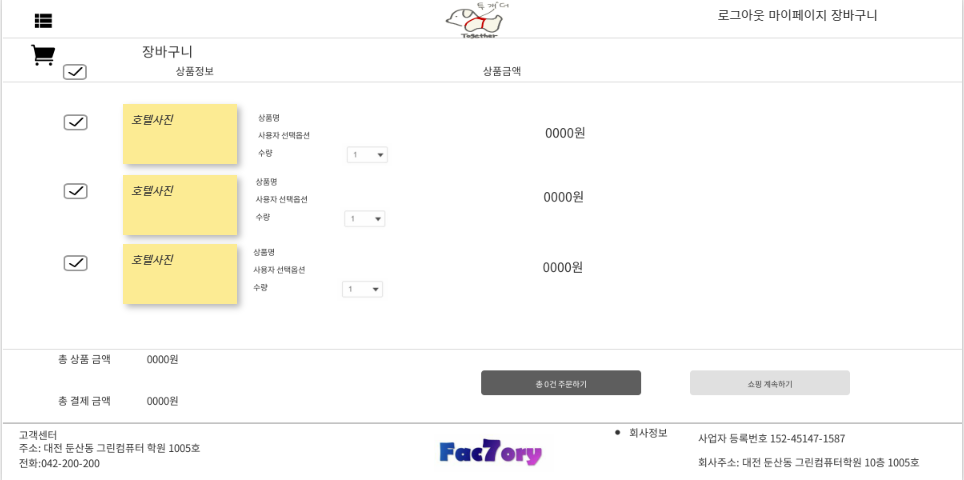 투개더
Together
로그아웃 마이페이지 장바구니
장바구니
상품정보 상품금액
호텔사진
상품명
사용자 선택옵션
수량 1
0000원
호텔사진
상품명
사용자 선택옵션
수량 1
0000원
호텔사진
상품명
사용자 선택옵션
수량 1
0000원
총 상품 금액 0000원
총 결제 금액 0000원
총 0건 주문하기
쇼핑 계속하기
고객센터
주소: 대전 둔산동 그린컴퓨터 학원 1005호
전화:042-200-200
Fac7ory
회사정보
사업자 등록번호 152-45147-1587
회사주소: 대전 둔산동 그린컴퓨터학원 10층 1005호